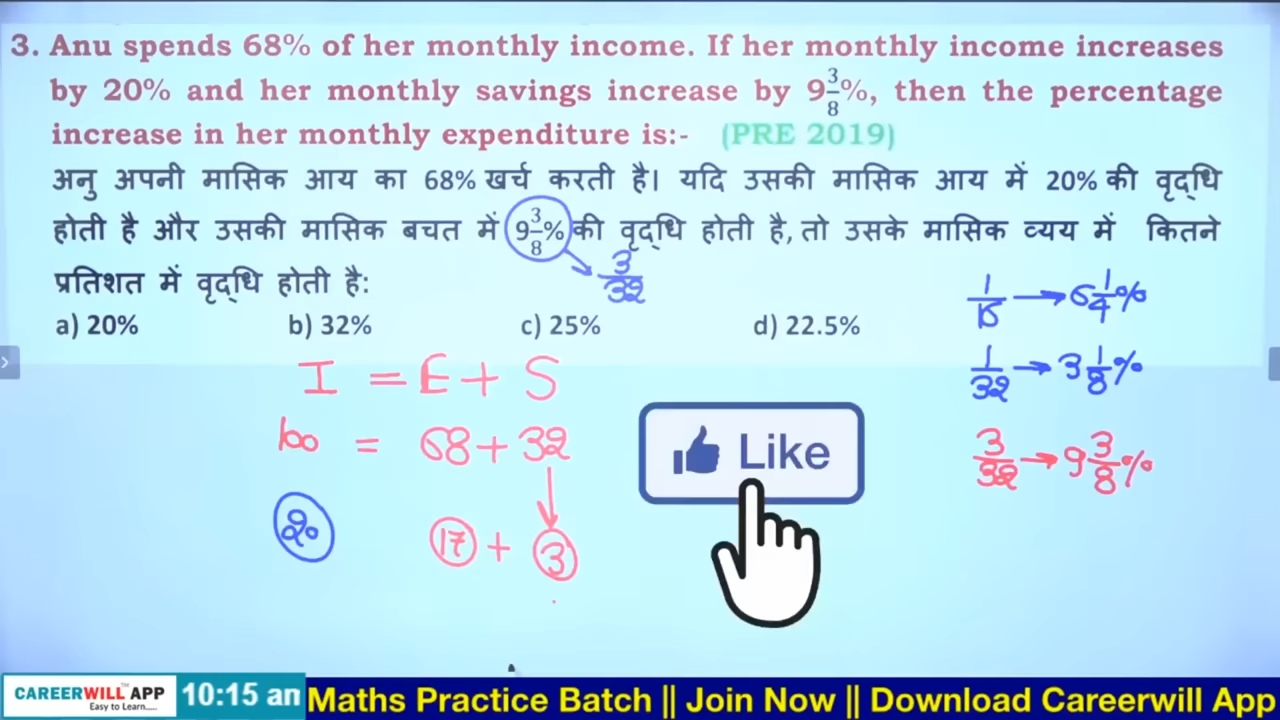 3. Anu spends 68% of her monthly income. If her monthly income increases
by 20% and her monthly savings increase by 9 3/8%, then the percentage
increase in her monthly expenditure is:- (PRE 2019)
अनु अपनी मासिक आय का 68% खर्च करती है। यदि उसकी मासिक आय में 20% की वृद्धि
होती है और उसकी मासिक बचत में 9 3/8% की वृद्धि होती है, तो उसके मासिक व्यय में कितने
प्रतिशत में वृद्धि होती है:
3/32
a) 20% b) 32% c) 25% d) 22.5%
1/16 → 6 1/4%
1/32 → 3 1/8%
3/32 → 9 3/8%
I = E + S
100 = 68 + 32
20 17 + 3
Like
CAREERWILL APP
Easy to Learn.....
10:15 am
Maths Practice Batch || Join Now || Download Careerwill App